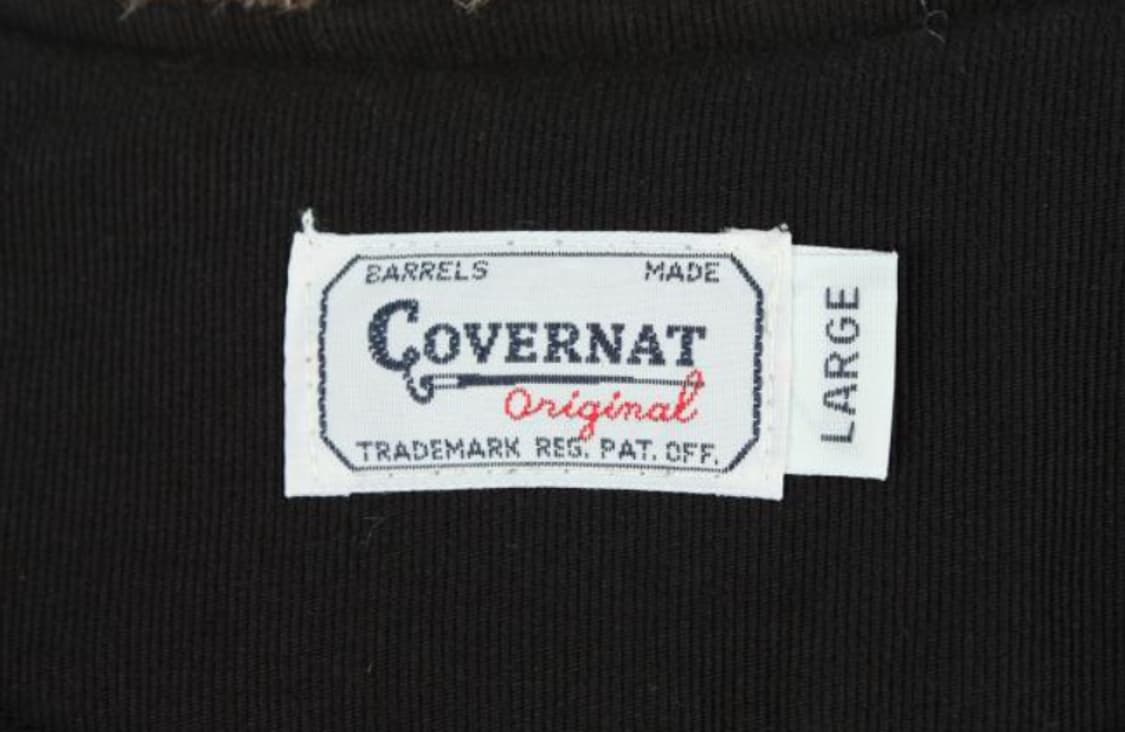 BARRELS MADE
COVERNAT
Original
TRADEMARK REG. PAT. OFF.
LARGE